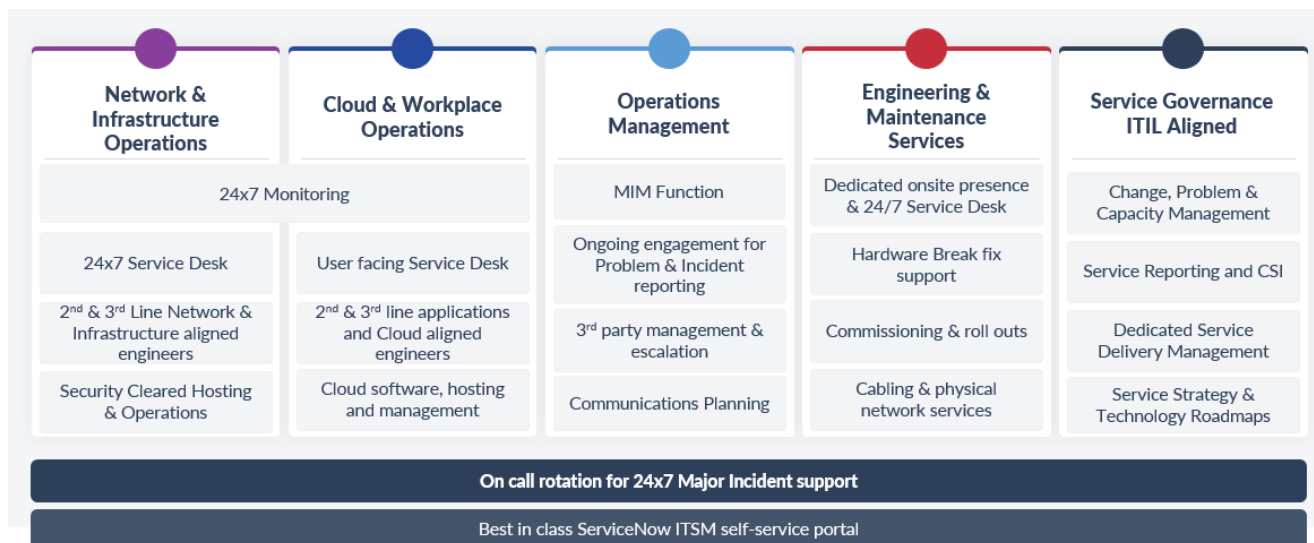 Network &
Infrastructure
Operations
24x7 Monitoring
24x7 Service Desk
2nd & 3rd Line Network &
Infrastructure aligned
engineers
Security Cleared Hosting
& Operations
Cloud & Workplace
Operations
User facing Service Desk
2nd & 3rd line applications
and Cloud aligned
engineers
Cloud software, hosting
and management
Operations
Management
MIM Function
Ongoing engagement for
Problem & Incident
reporting
3rd party management &
escalation
Communications Planning
Engineering &
Maintenance
Services
Dedicated onsite presence
& 24/7 Service Desk
Hardware Break fix
support
Commissioning & roll outs
Cabling & physical
network services
Service Governance
ITIL Aligned
Change, Problem &
Capacity Management
Service Reporting and CSI
Dedicated Service
Delivery Management
Service Strategy &
Technology Roadmaps
On call rotation for 24x7 Major Incident support
Best in class ServiceNow ITSM self-service portal